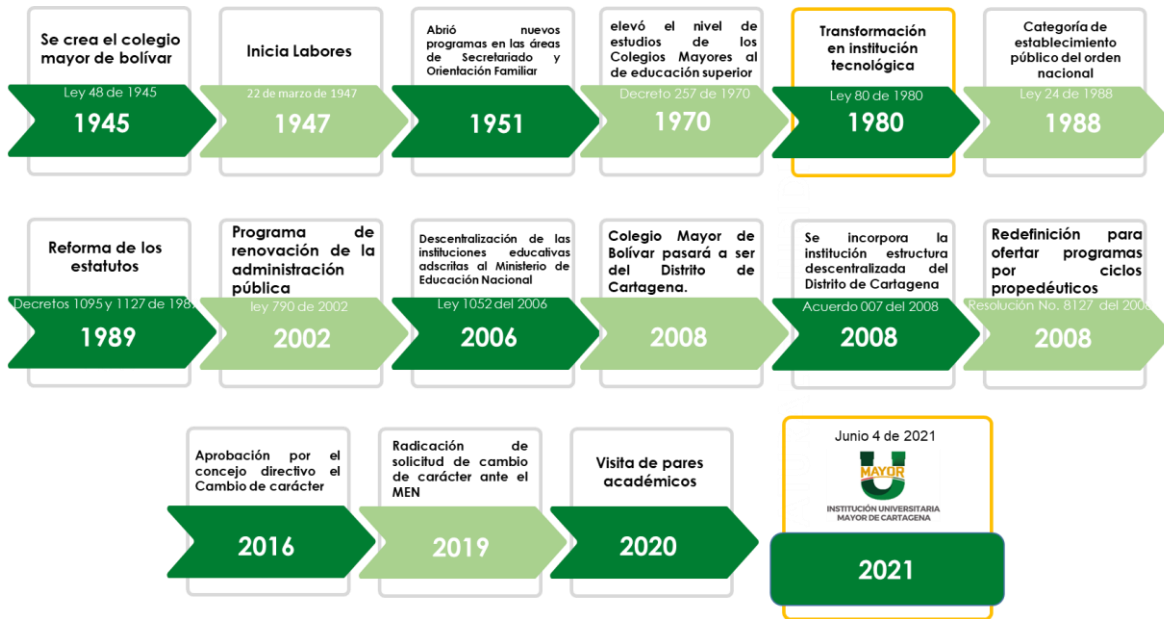 Se crea el colegio
mayor de bolívar
Ley 48 de 1945
1945
Inicia Labores
22 de marzo de 1947
1947
Abrió nuevos
programas en las áreas
de Secretariado y
Orientación Familiar
1951
elevó el nivel de
estudios de los
Colegios Mayores al
de educación superior
Decreto 257 de 1970
1970
Transformación
en institución
tecnológica
Ley 80 de 1980
1980
Categoría de
establecimiento
público del orden
nacional
Ley 24 de 1988
1988
Reforma de los
estatutos
Decretos 1095 y 1127 de
1989
Programa de
renovación de la
administración
pública
ley 790 de 2002
2002
Descentralización de las
instituciones educativas
adscritas al Ministerio de
Educación Nacional
Ley 1052 del 2006
2006
Colegio Mayor de
Bolívar pasará a ser
del Distrito de
Cartagena.
2008
Se incorpora la
institución estructura
descentralizada del
Distrito de Cartagena
Acuerdo 007 del 2008
2008
Redefinición para
ofertar programas
por ciclos
propedéuticos
Resolución No. 8127 del
2008
Aprobación por el
concejo directivo el
Cambio de carácter
2016
Radicación de
solicitud de cambio
de carácter ante el
MEN
2019
Visita de pares
académicos
2020
Junio 4 de 2021
U
MAYOR
INSTITUCIÓN UNIVERSITARIA
MAYOR DE CARTAGENA
2021